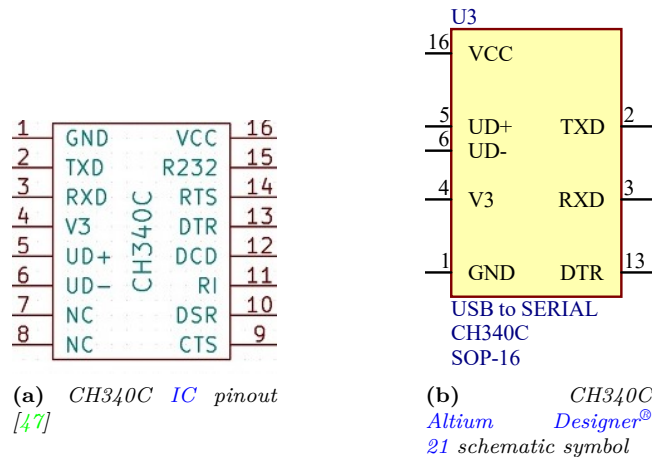 1 GND VCC 16
2 TXD R232 15
3 RXD RTS 14
4 V3 DTR 13
5 UD+ DCD 12
6 UD- RI 11
7 NC DSR 10
8 NC CTS 9
CH340C
(a) CH340C IC pinout
[47]
U3
16 VCC
5 UD+ TXD 2
6 UD-
4 V3 RXD 3
1 GND DTR 13
USB to SERIAL
CH340C
SOP-16
(b) CH340C
Altium Designer®
21 schematic symbol